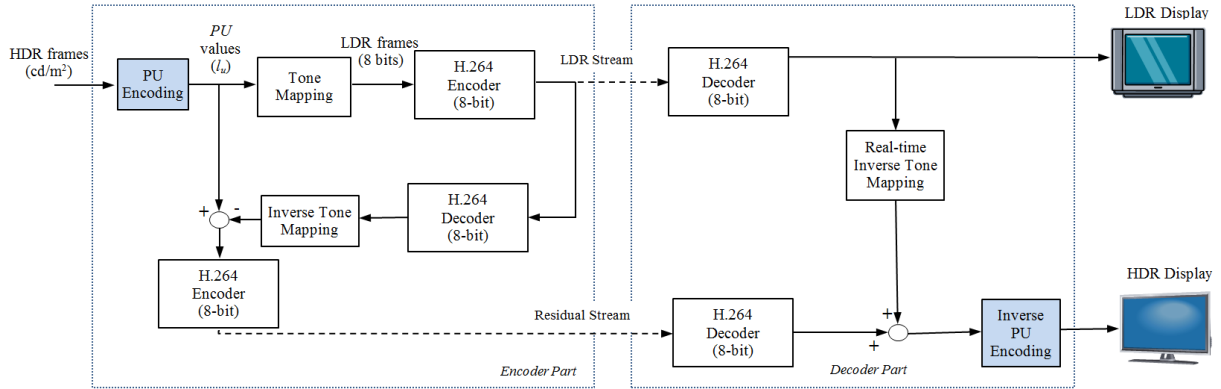 HDR frames
(cd/m²)
PU
Encoding
PU
values
(lu)
Tone
Mapping
LDR frames
(8 bits)
H.264
Encoder
(8-bit)
LDR Stream
H.264
Decoder
(8-bit)
LDR Display
Real-time
Inverse Tone
Mapping
+
-
Inverse Tone
Mapping
H.264
Decoder
(8-bit)
H.264
Encoder
(8-bit)
Residual Stream
H.264
Decoder
(8-bit)
+
+
Inverse
PU
Encoding
HDR Display
Encoder Part
Decoder Part